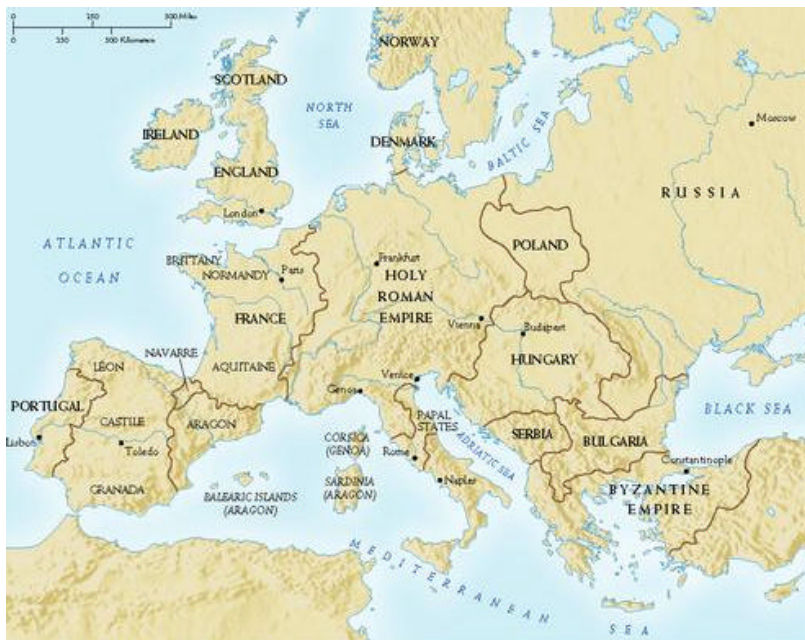 0 250 500 Miles
0 250 500 Kilometers
NORWAY
SCOTLAND
NORTH
SEA
IRELAND
DENMARK
BALTIC SEA
Moscow
ENGLAND
RUSSIA
London
ATLANTIC
OCEAN
POLAND
BRITTANY
NORMANDY
Paris
Frankfurt
HOLY
ROMAN
EMPIRE
FRANCE
Vienna
Budapest
HUNGARY
NAVARRE
LÉON
AQUITAINE
Venice
Genoa
PORTUGAL
CASTILE
ARAGON
PAPAL
STATES
BLACK SEA
Lisbon
Toledo
CORSICA
(GENOA)
Rome
ADRIATIC SEA
SERBIA
BULGARIA
Constantinople
GRANADA
BALEARIC ISLANDS
(ARAGON)
SARDINIA
(ARAGON)
Naples
BYZANTINE
EMPIRE
MEDITERRANEAN
SEA